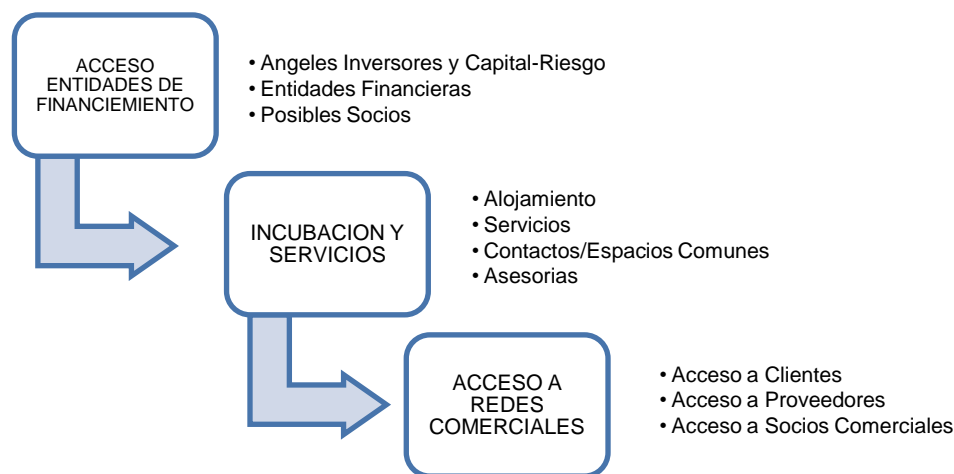 ACCESO
ENTIDADES DE
FINANCIEMIENTO
• Angeles Inversores y Capital-Riesgo
• Entidades Financieras
• Posibles Socios
INCUBACION Y
SERVICIOS
• Alojamiento
• Servicios
• Contactos/Espacios Comunes
• Asesorias
ACCESO A
REDES
COMERCIALES
• Acceso a Clientes
• Acceso a Proveedores
• Acceso a Socios Comerciales